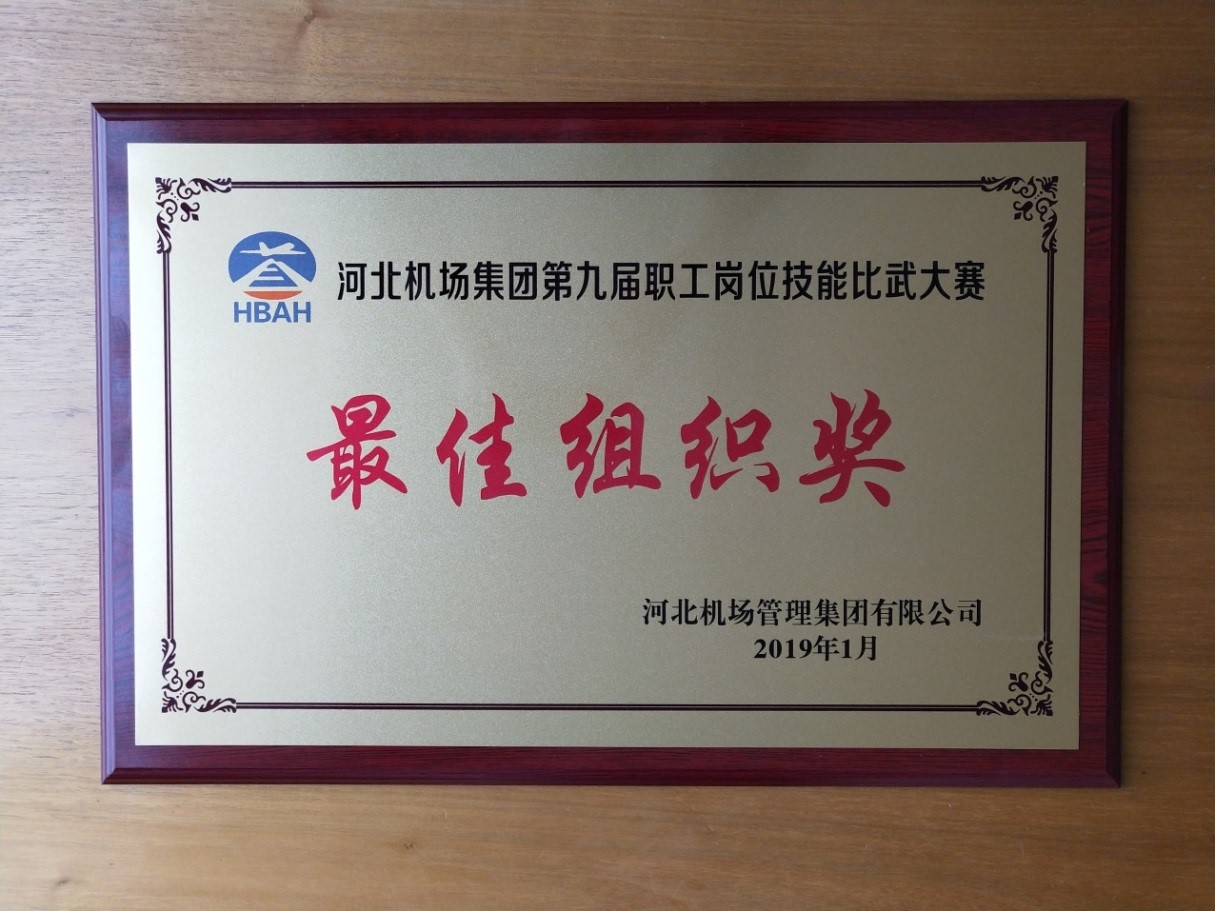 HBAH
河北机场集团第九届职工岗位技能比武大赛
最佳组织奖
河北机场管理集团有限公司
2019年1月